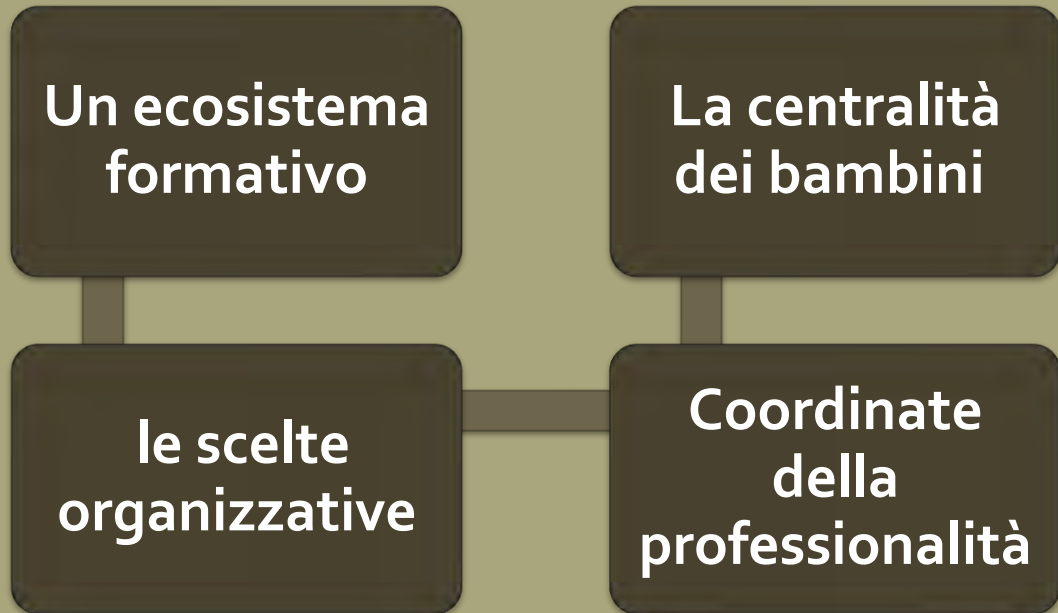 Un ecosistema
formativo
le scelte
organizzative
Coordinate
della
professionalità
La centralità
dei bambini